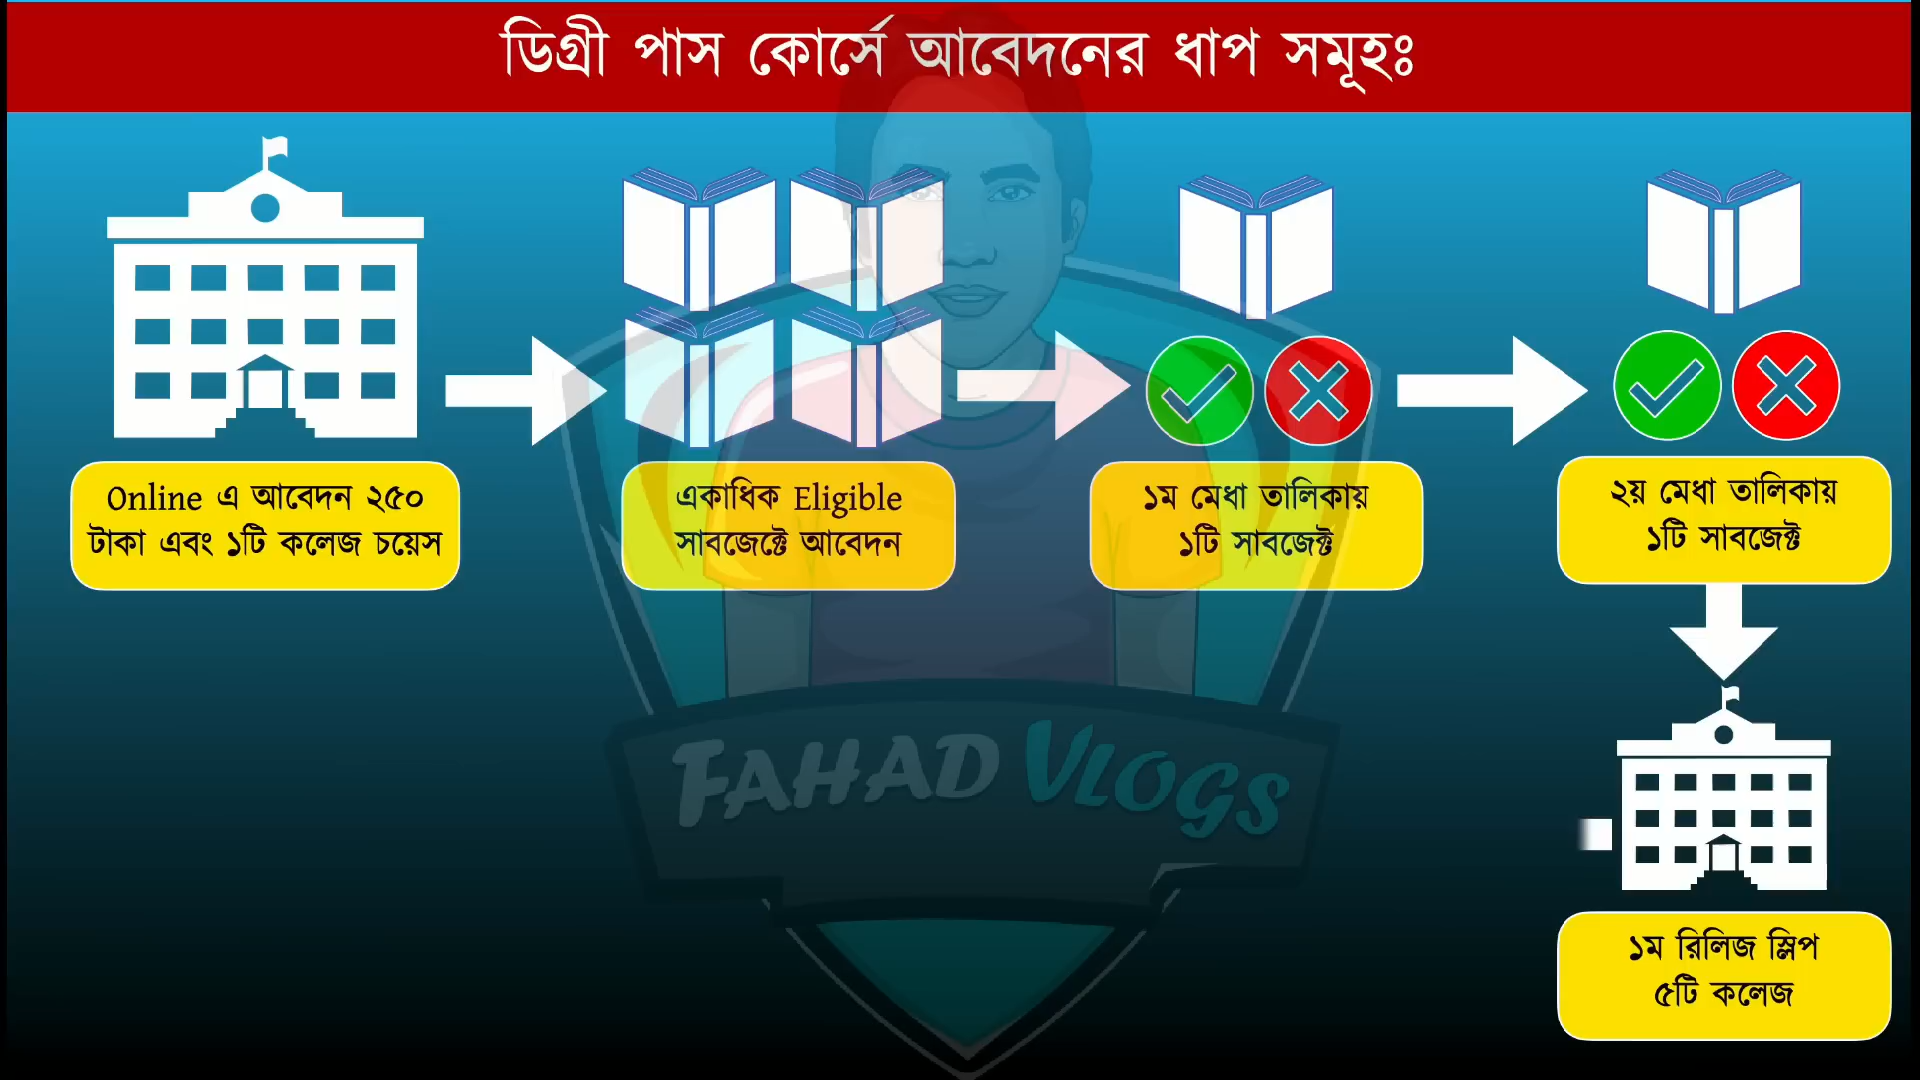 ডিগ্রী পাস কোর্সে আবেদনের ধাপ সমূহঃ
Online এ আবেদন ২৫০
টাকা এবং ১টি কলেজ চয়েস
একাধিক Eligible
সাবজেক্টে আবেদন
১ম মেধা তালিকায়
১টি সাবজেক্ট
২য় মেধা তালিকায়
১টি সাবজেক্ট
১ম রিলিজ স্লিপ
৫টি কলেজ
FAHAD VLOGS